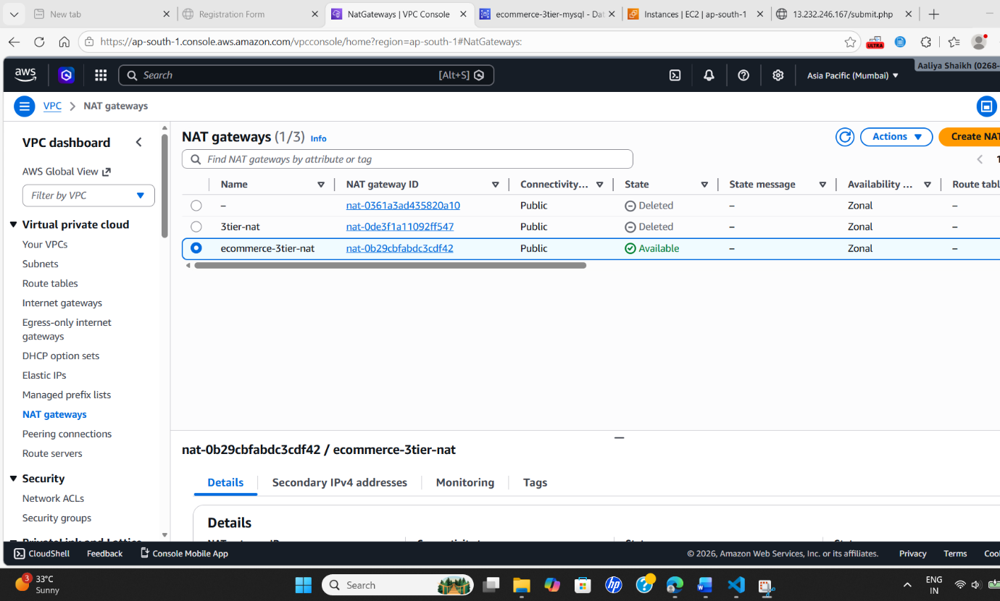 New tab
Registration Form
NatGateways | VPC Console
ecommerce-3tier-mysql - Dat
Instances | EC2 | ap-south-1
13.232.246.167/submit.php
https://ap-south-1.console.aws.amazon.com/vpcconsole/home?region=ap-south-1#NatGateways:
ULTRA
aws
Search
[Alt+S]
Asia Pacific (Mumbai)
Aaliya Shaikh (0268-
VPC
NAT gateways
VPC dashboard
AWS Global View
Filter by VPC
Virtual private cloud
Your VPCs
Subnets
Route tables
Internet gateways
Egress-only internet
gateways
DHCP option sets
Elastic IPs
Managed prefix lists
NAT gateways
Peering connections
Route servers
Security
Network ACLs
Security groups
PrivateLink and Lattice
NAT gateways (1/3) Info
Actions
Create NAT
Find NAT gateways by attribute or tag
1
Name NAT gateway ID Connectivity... State State message Availability ... Route tabl
– nat-0361a3ad435820a10 Public Deleted – Zonal –
3tier-nat nat-0de3f1a11092ff547 Public Deleted – Zonal –
ecommerce-3tier-nat nat-0b29cbfabdc3cdf42 Public Available – Zonal –
nat-0b29cbfabdc3cdf42 / ecommerce-3tier-nat
Details Secondary IPv4 addresses Monitoring Tags
Details
CloudShell Feedback Console Mobile App
© 2026, Amazon Web Services, Inc. or its affiliates. Privacy Terms Coo
3
33°C
Sunny
Search
ENG
IN